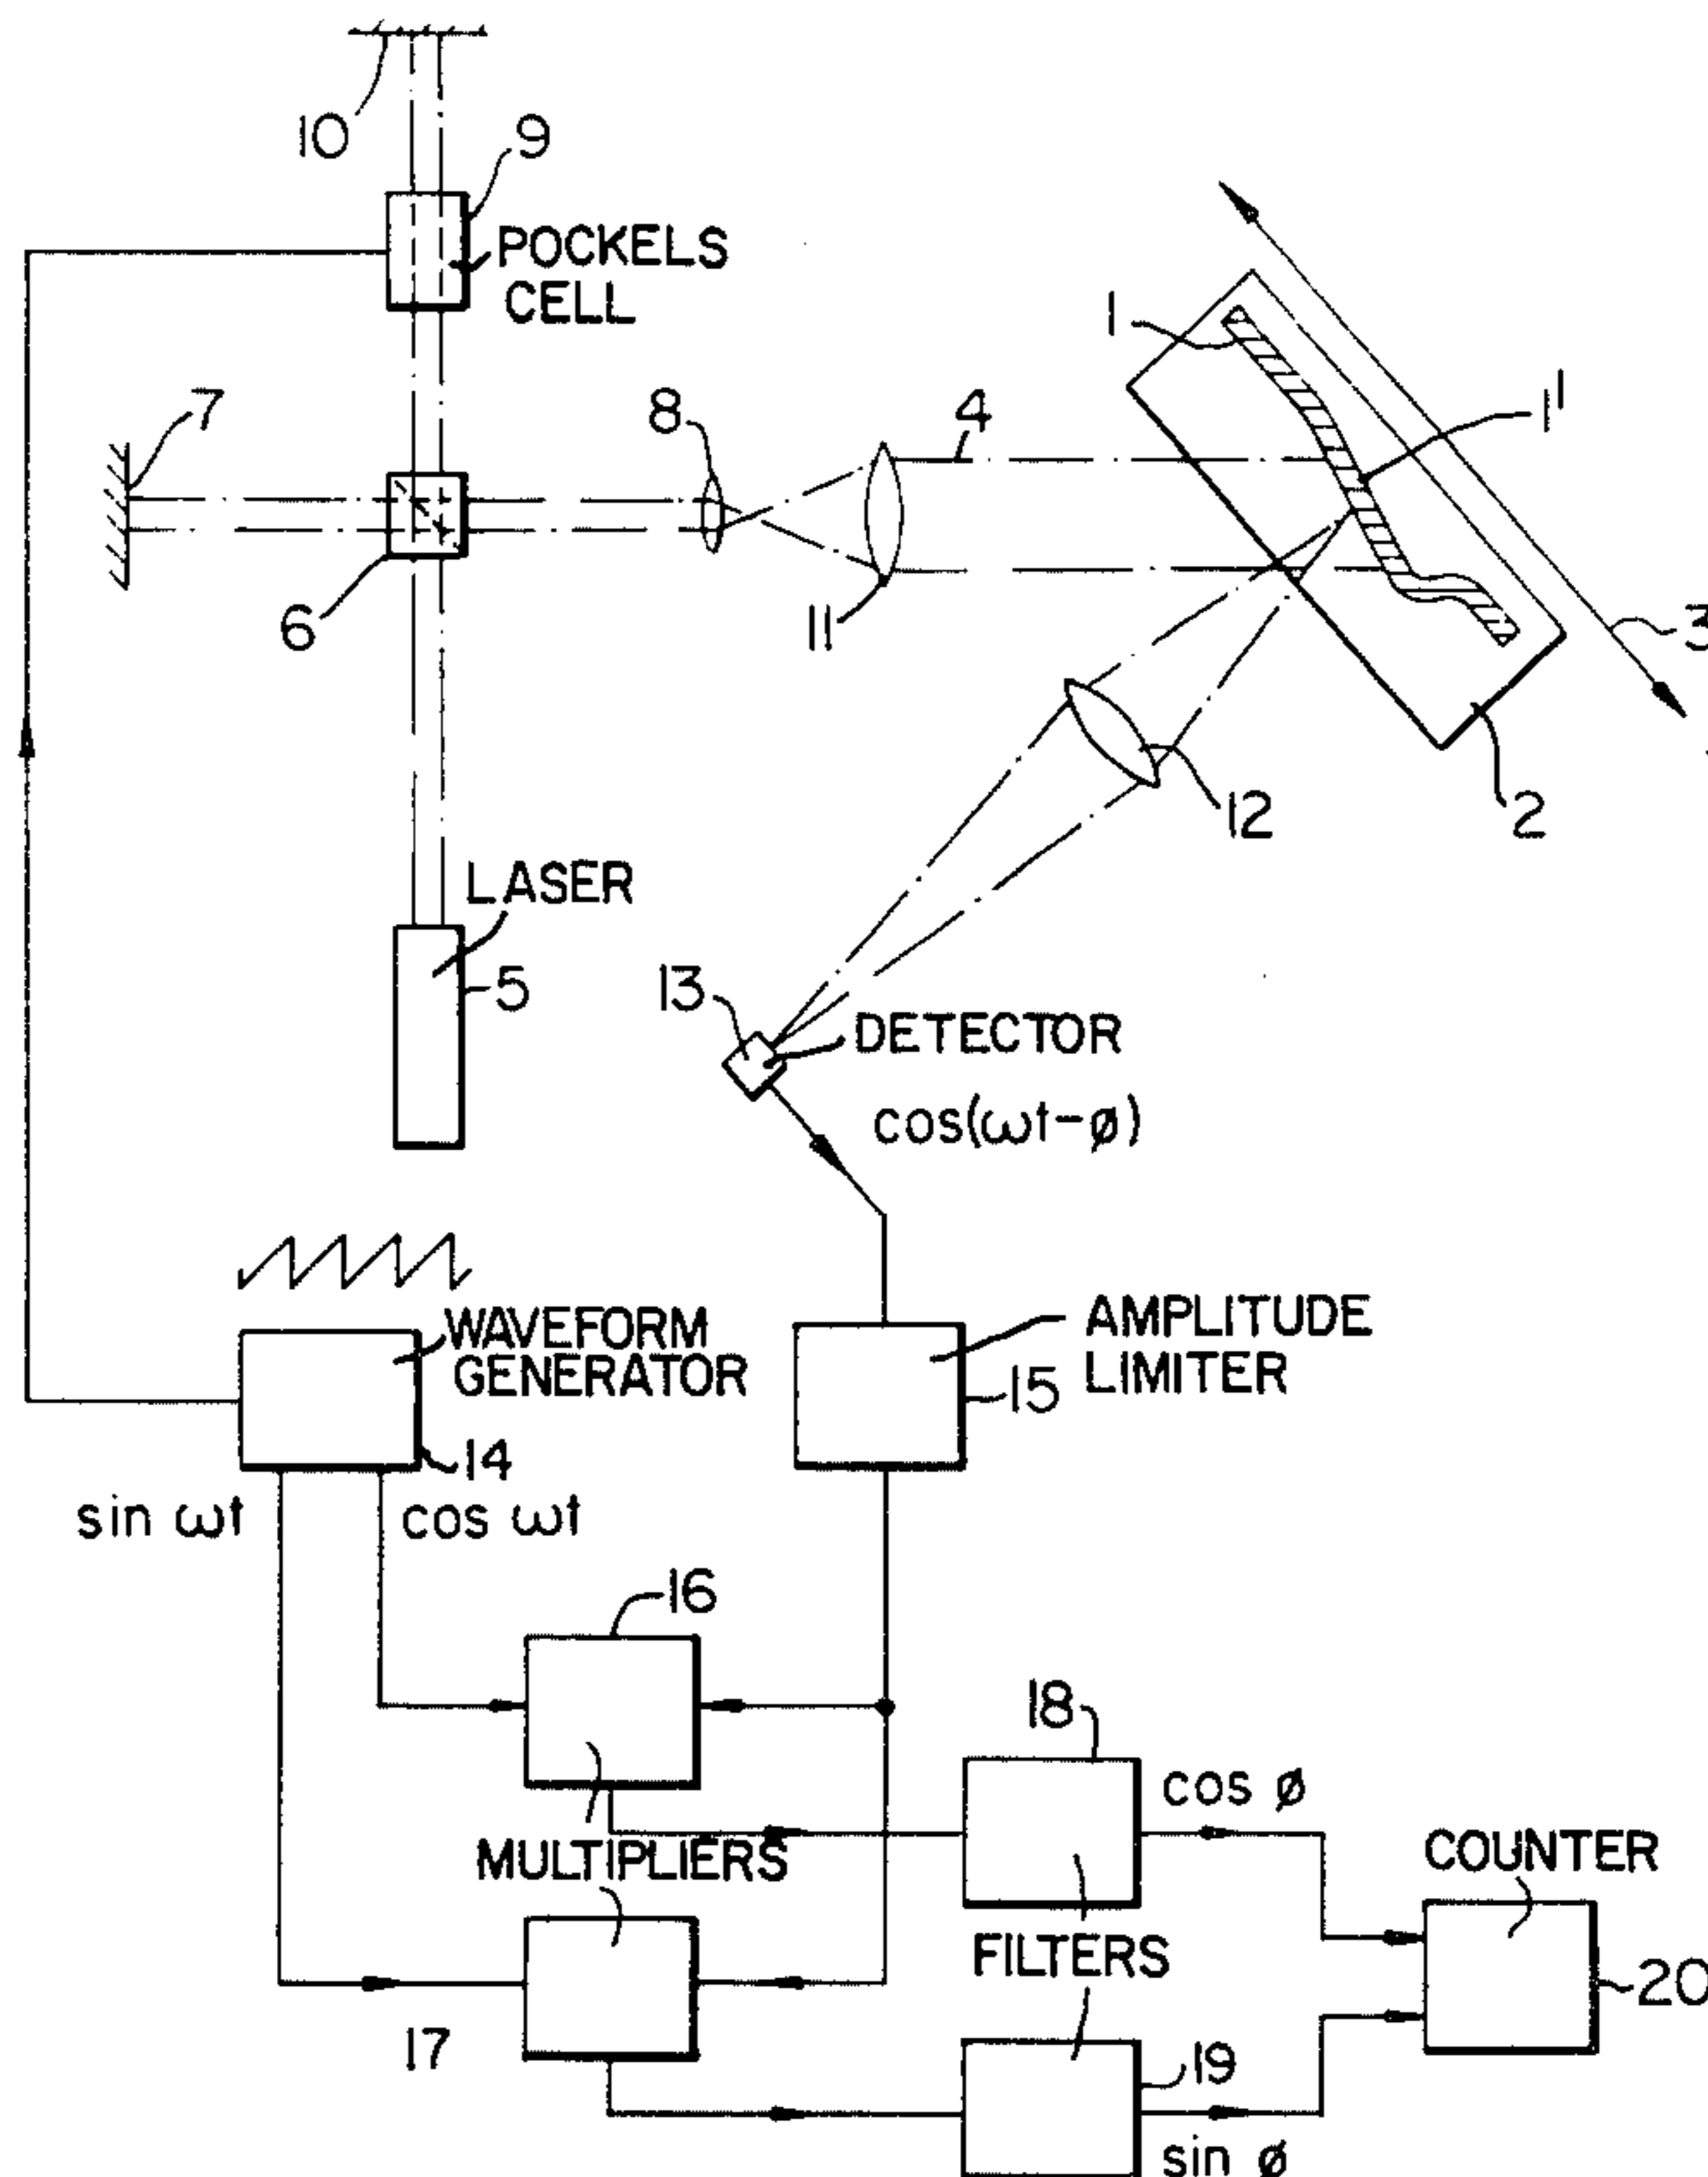 10
9
POCKELS
CELL
1
1'
7
8
4
6
11
3
12
2
LASER
5
13
DETECTOR
cos(ωt-ø)
WAVEFORM
GENERATOR
14
AMPLITUDE
LIMITER
15
sin ωt
cos ωt
16
18
cos ø
MULTIPLIERS
COUNTER
FILTERS
20
17
19
sin ø